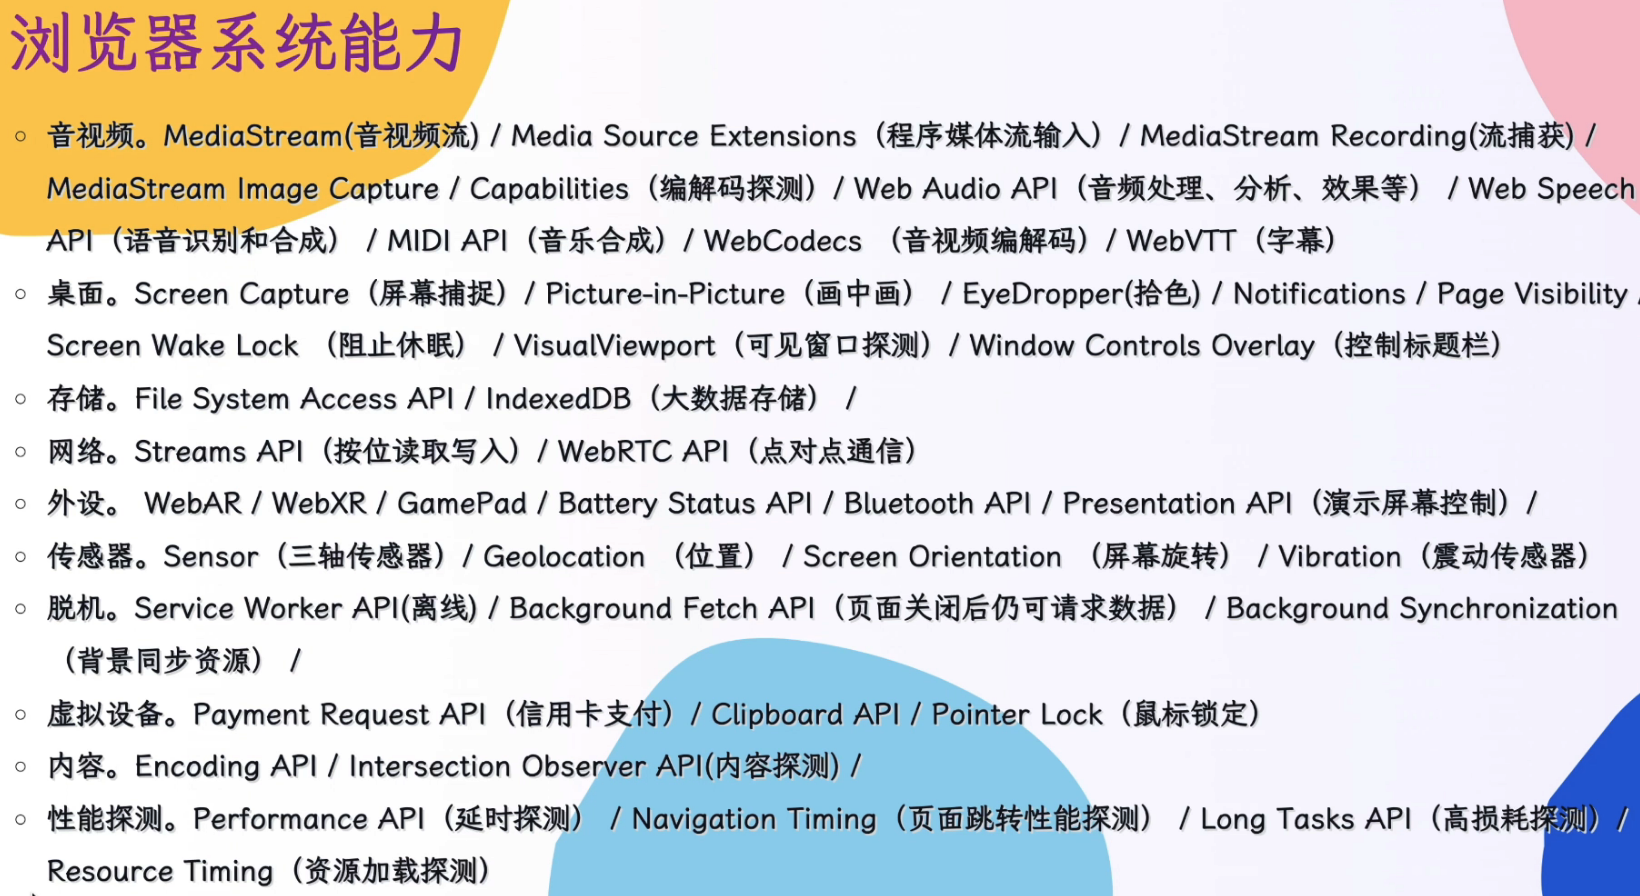 浏览器系统能力
音视频。MediaStream(音视频流) / Media Source Extensions（程序媒体流输入）/ MediaStream Recording(流捕获) /
MediaStream Image Capture / Capabilities（编解码探测）/ Web Audio API（音频处理、分析、效果等） / Web Speech
API（语音识别和合成） / MIDI API（音乐合成）/ WebCodecs （音视频编解码）/ WebVTT（字幕）
桌面。Screen Capture（屏幕捕捉）/ Picture-in-Picture（画中画） / EyeDropper(拾色) / Notifications / Page Visibility /
Screen Wake Lock （阻止休眠） / VisualViewport（可见窗口探测）/ Window Controls Overlay（控制标题栏）
存储。File System Access API / IndexedDB（大数据存储） /
网络。Streams API（按位读取写入）/ WebRTC API（点对点通信）
外设。 WebAR / WebXR / GamePad / Battery Status API / Bluetooth API / Presentation API（演示屏幕控制）/
传感器。Sensor（三轴传感器）/ Geolocation （位置） / Screen Orientation （屏幕旋转） / Vibration（震动传感器）
脱机。Service Worker API(离线) / Background Fetch API（页面关闭后仍可请求数据） / Background Synchronization
（背景同步资源） /
虚拟设备。Payment Request API（信用卡支付）/ Clipboard API / Pointer Lock（鼠标锁定）
内容。Encoding API / Intersection Observer API(内容探测) /
性能探测。Performance API（延时探测） / Navigation Timing（页面跳转性能探测） / Long Tasks API（高损耗探测）/
Resource Timing（资源加载探测）